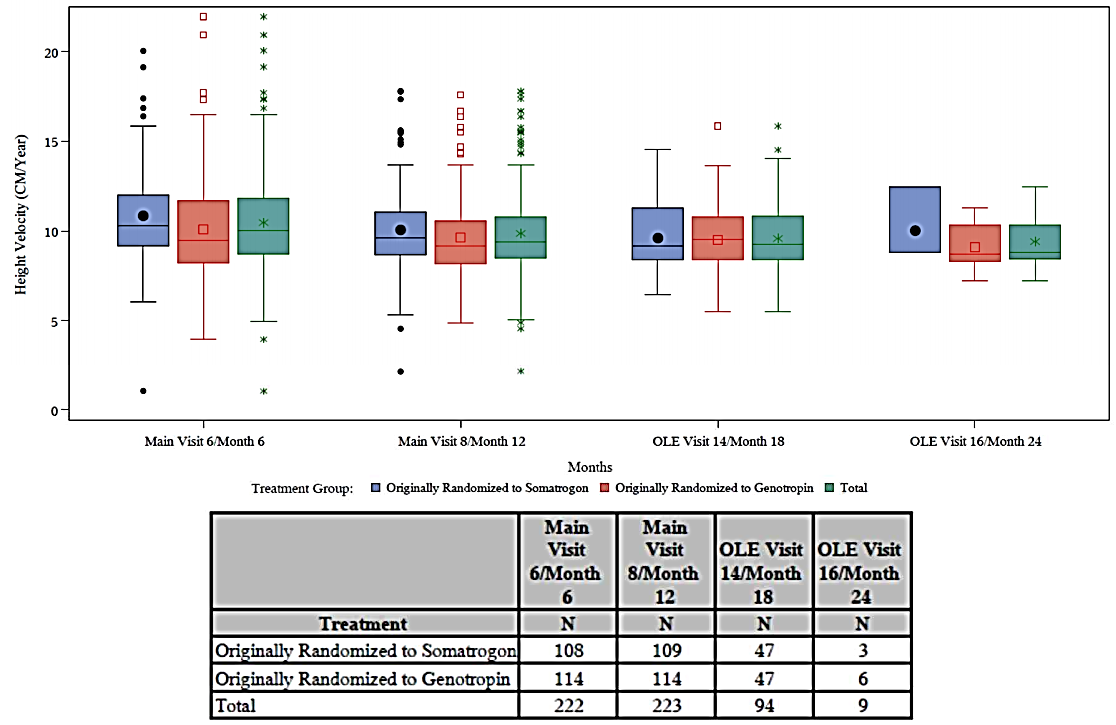 Height Velocity (CM/Year)
20
15
10
5
0
Main Visit 6/Month 6
Main Visit 8/Month 12
OLE Visit 14/Month 18
OLE Visit 16/Month 24
Months
Treatment Group: Originally Randomized to Somatrogon Originally Randomized to Genotropin Total
Main Visit 6/Month 6
Main Visit 8/Month 12
OLE Visit 14/Month 18
OLE Visit 16/Month 24
Treatment N N N N
Originally Randomized to Somatrogon 108 109 47 3
Originally Randomized to Genotropin 114 114 47 6
Total 222 223 94 9